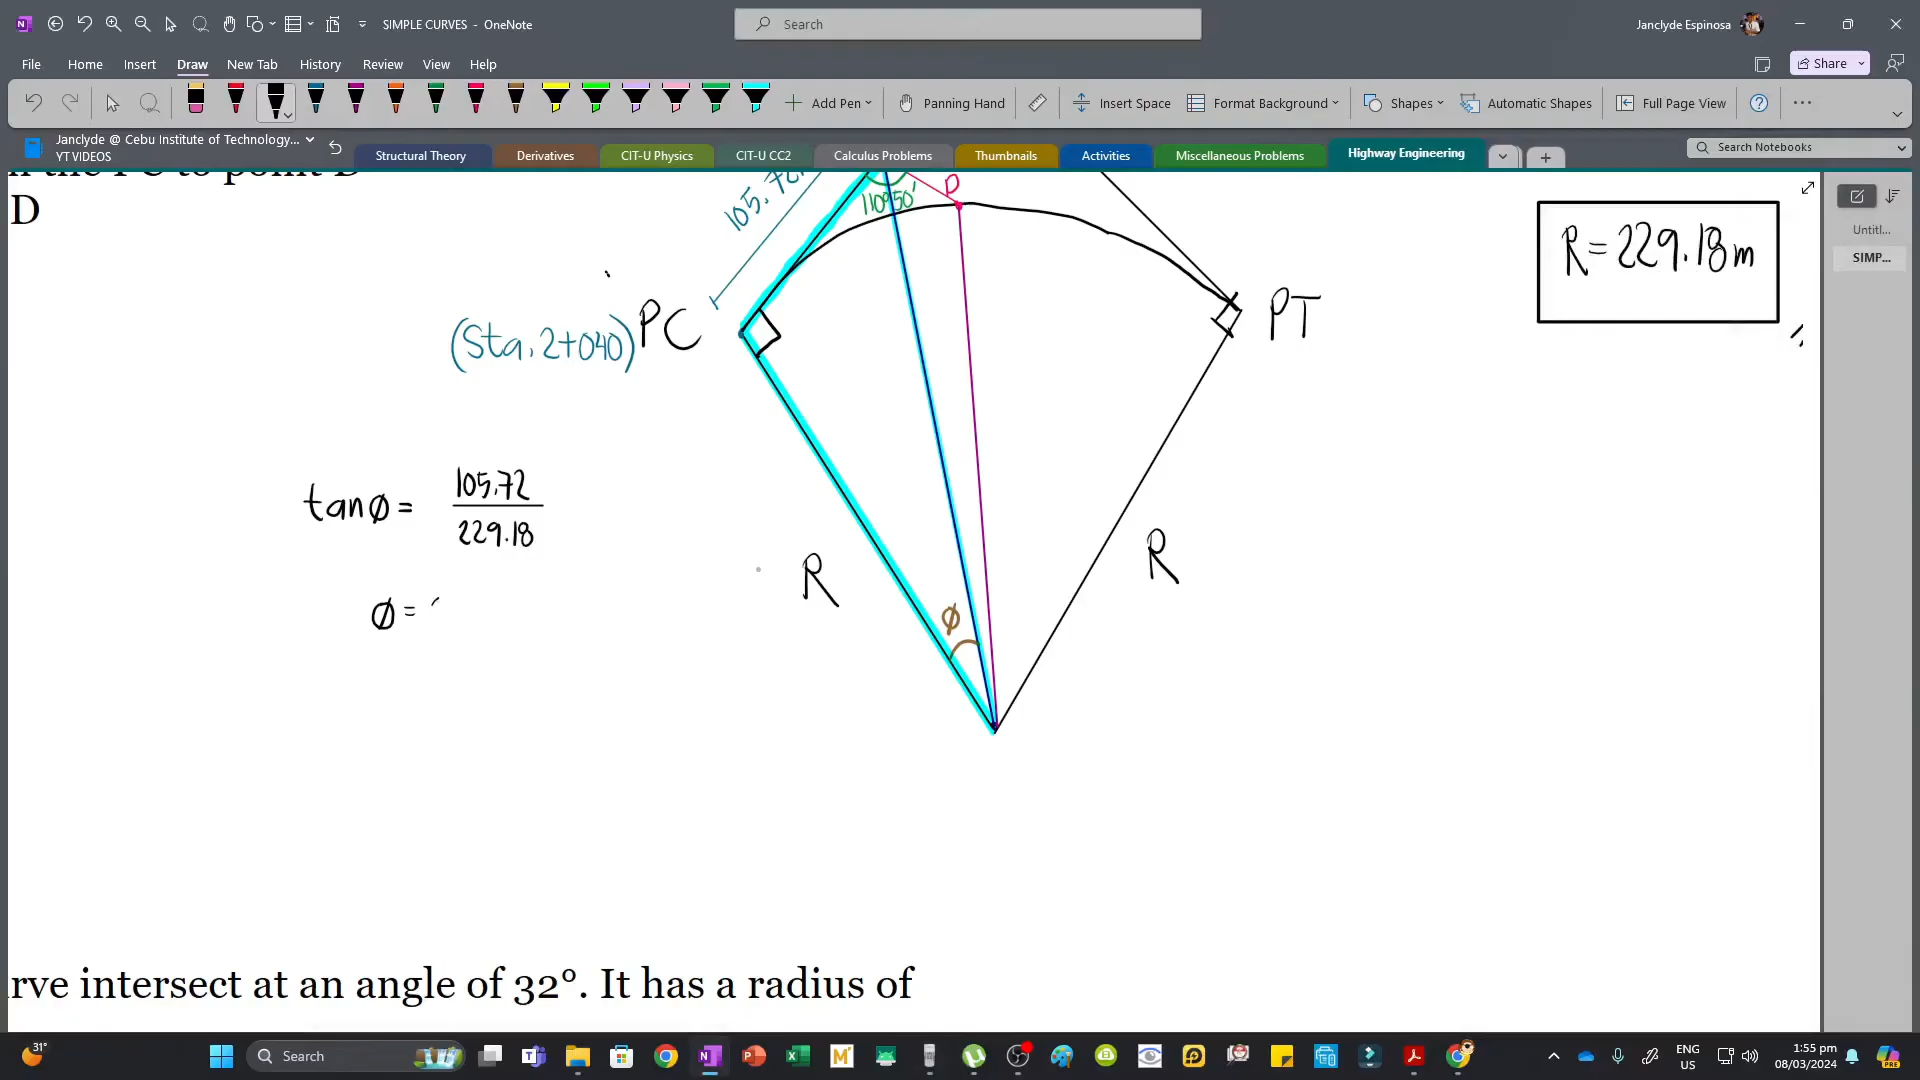 SIMPLE CURVES - OneNote
Search
Janclyde Espinosa
File Home Insert Draw New Tab History Review View Help
Share
Add Pen Panning Hand Insert Space Format Background Shapes Automatic Shapes Full Page View
Janclyde @ Cebu Institute of Technology...
YT VIDEOS
Structural Theory Derivatives CIT-U Physics CIT-U CC2 Calculus Problems Thumbnails Activities Miscellaneous Problems Highway Engineering
Search Notebooks
Untitl...
SIMP...
D
110°50'
D
R=229.18m
(Sta. 2+040) PC
PT
tanø = 105.72
229.18
ø =
R
R
ø
rve intersect at an angle of 32°. It has a radius of
31°
Search
ENG
US
1:55 pm
08/03/2024